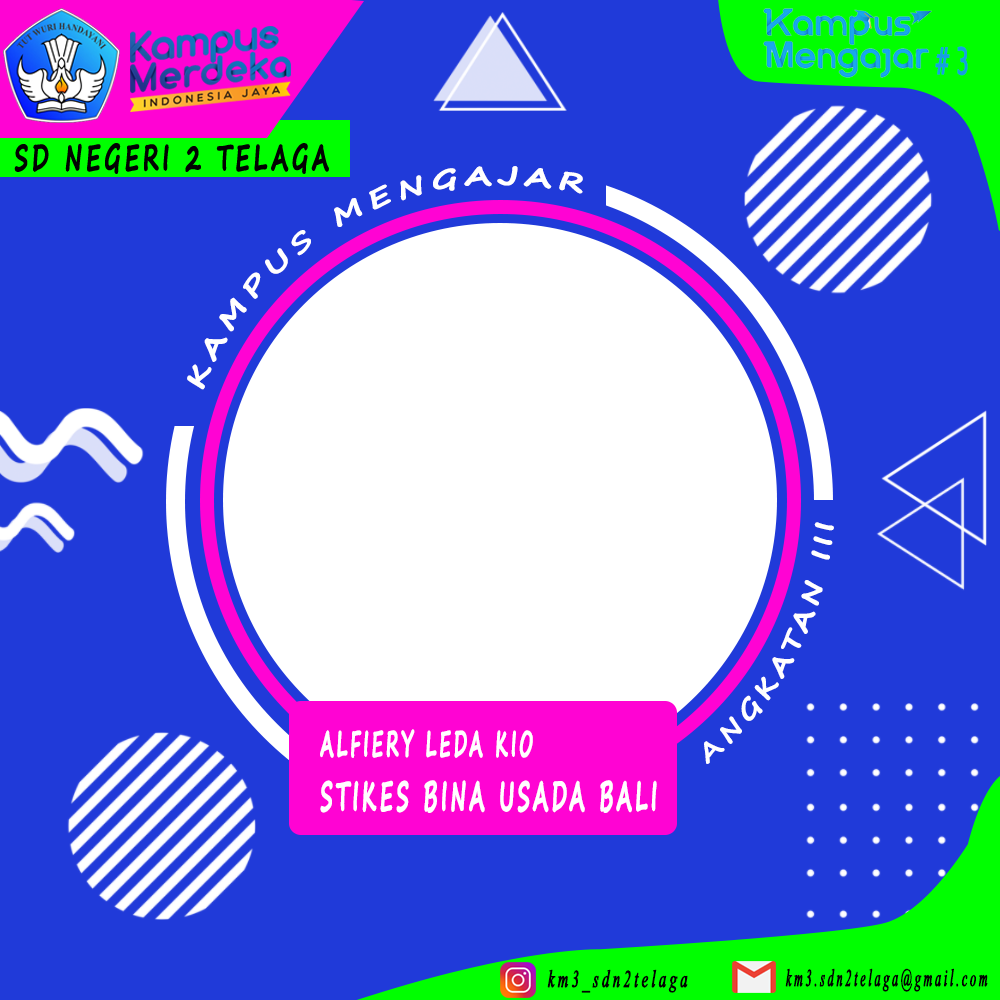 TUT WURI HANDAYANI
Kampus
Merdeka
INDONESIA JAYA
Kampus
Mengajar #3
SD NEGERI 2 TELAGA
KAMPUS MENGAJAR
ANGKATAN III
ALFIERY LEDA KIO
STIKES BINA USADA BALI
km3_sdn2telaga
km3.sdn2telaga@gmail.com